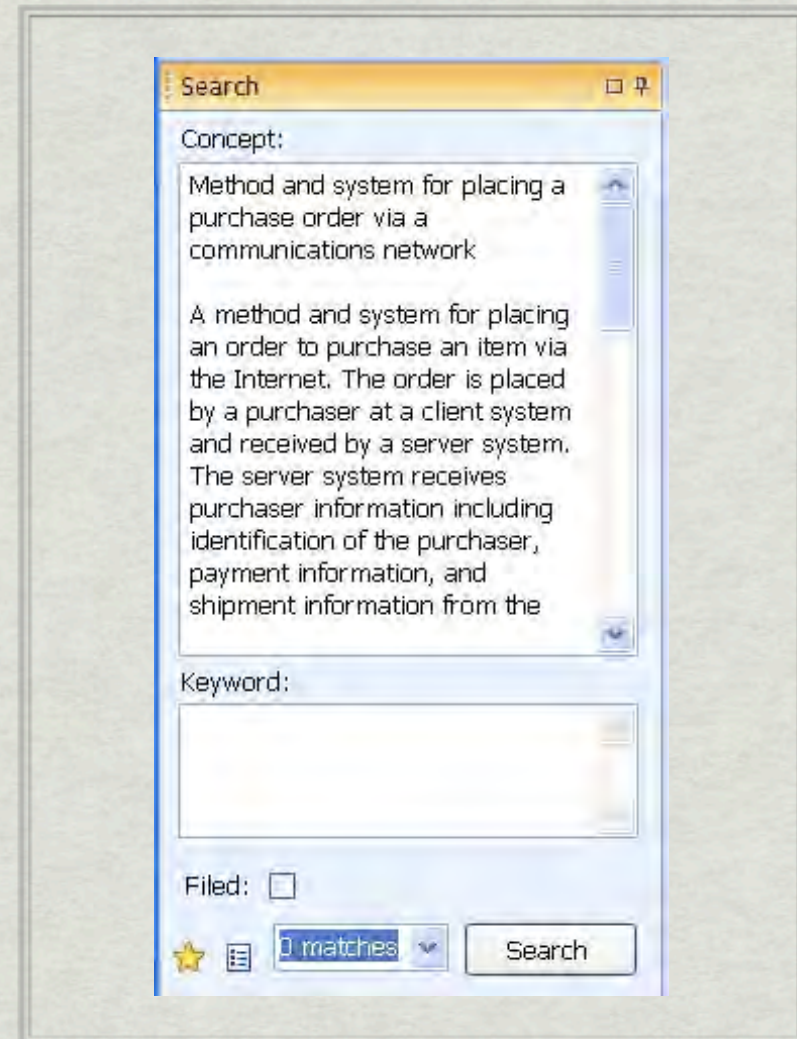 Search
Concept:
Method and system for placing a
purchase order via a
communications network
A method and system for placing
an order to purchase an item via
the Internet. The order is placed
by a purchaser at a client system
and received by a server system.
The server system receives
purchaser information including
identification of the purchaser,
payment information, and
shipment information from the
Keyword:
Filed:
0 matches
Search